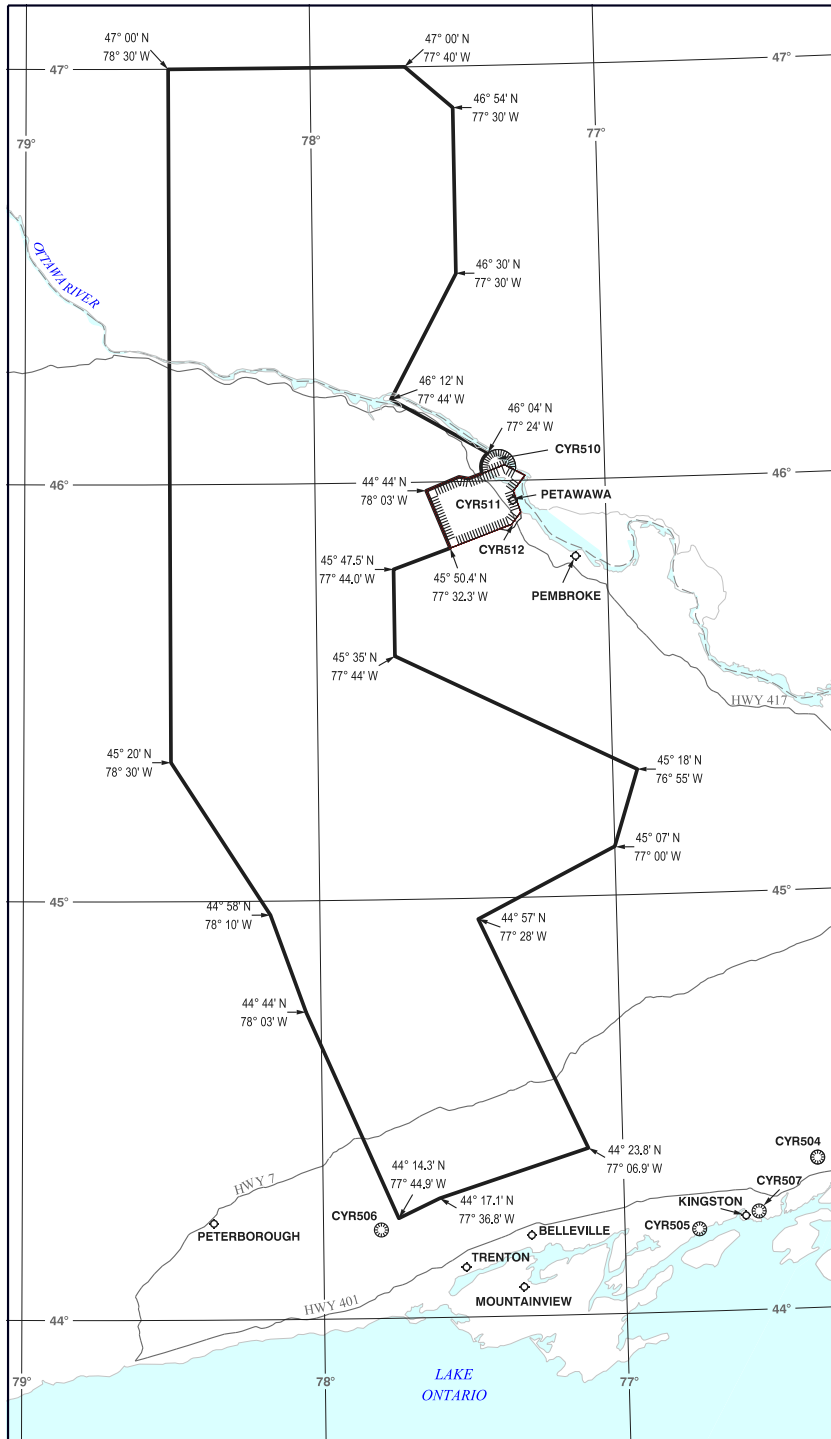 47° 00' N
78° 30' W
47° 00' N
77° 40' W
47°
47°
46° 54' N
77° 30' W
79°
78°
77°
OTTAWA RIVER
46° 30' N
77° 30' W
46° 12' N
77° 44' W
46° 04' N
77° 24' W
CYR510
46°
46°
44° 44' N
78° 03' W
CYR511
PETAWAWA
CYR512
45° 47.5' N
77° 44.0' W
45° 50.4' N
77° 32.3' W
PEMBROKE
45° 35' N
77° 44' W
HWY 417
45° 20' N
78° 30' W
45° 18' N
76° 55' W
45° 07' N
77° 00' W
45°
45°
44° 58' N
78° 10' W
44° 57' N
77° 28' W
44° 44' N
78° 03' W
44° 23.8' N
77° 06.9' W
CYR504
44° 14.3' N
77° 44.9' W
HWY 7
CYR507
44° 17.1' N
77° 36.8' W
KINGSTON
CYR506
CYR505
PETERBOROUGH
BELLEVILLE
TRENTON
MOUNTAINVIEW
HWY 401
44°
44°
LAKE
ONTARIO
79°
78°
77°